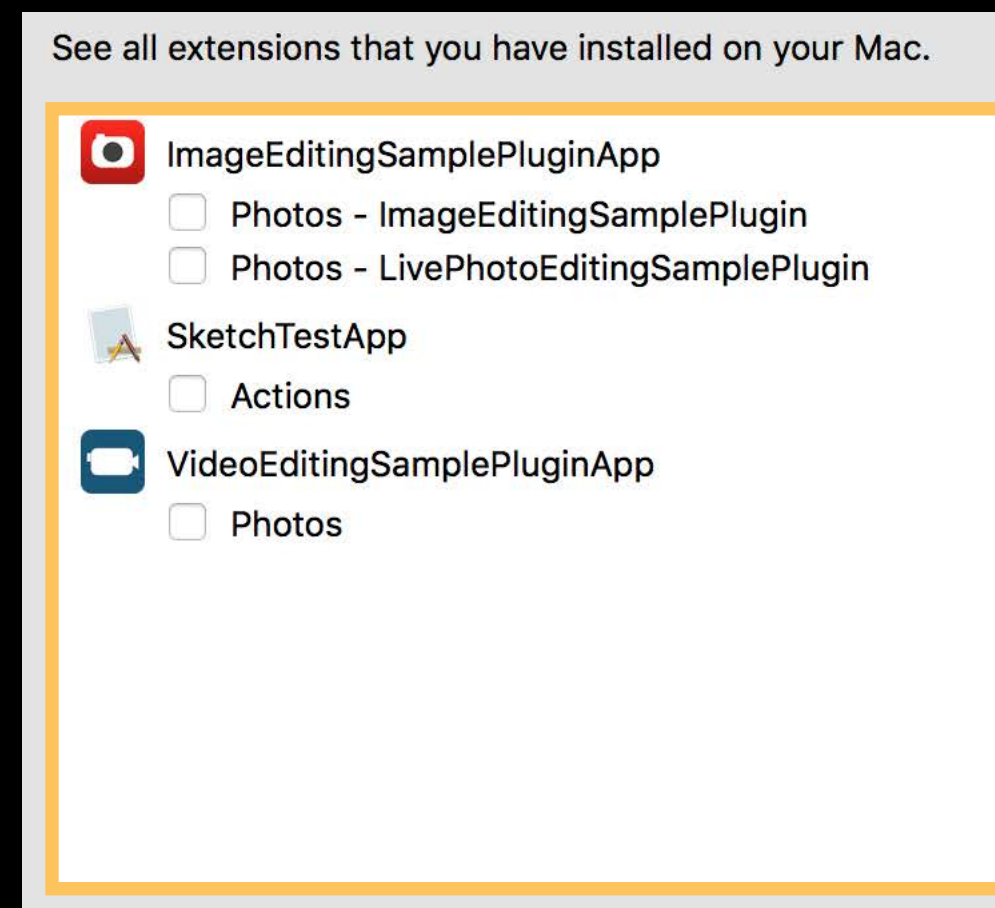 See all extensions that you have installed on your Mac.
ImageEditingSamplePluginApp
Photos - ImageEditingSamplePlugin
Photos - LivePhotoEditingSamplePlugin
SketchTestApp
Actions
VideoEditingSamplePluginApp
Photos